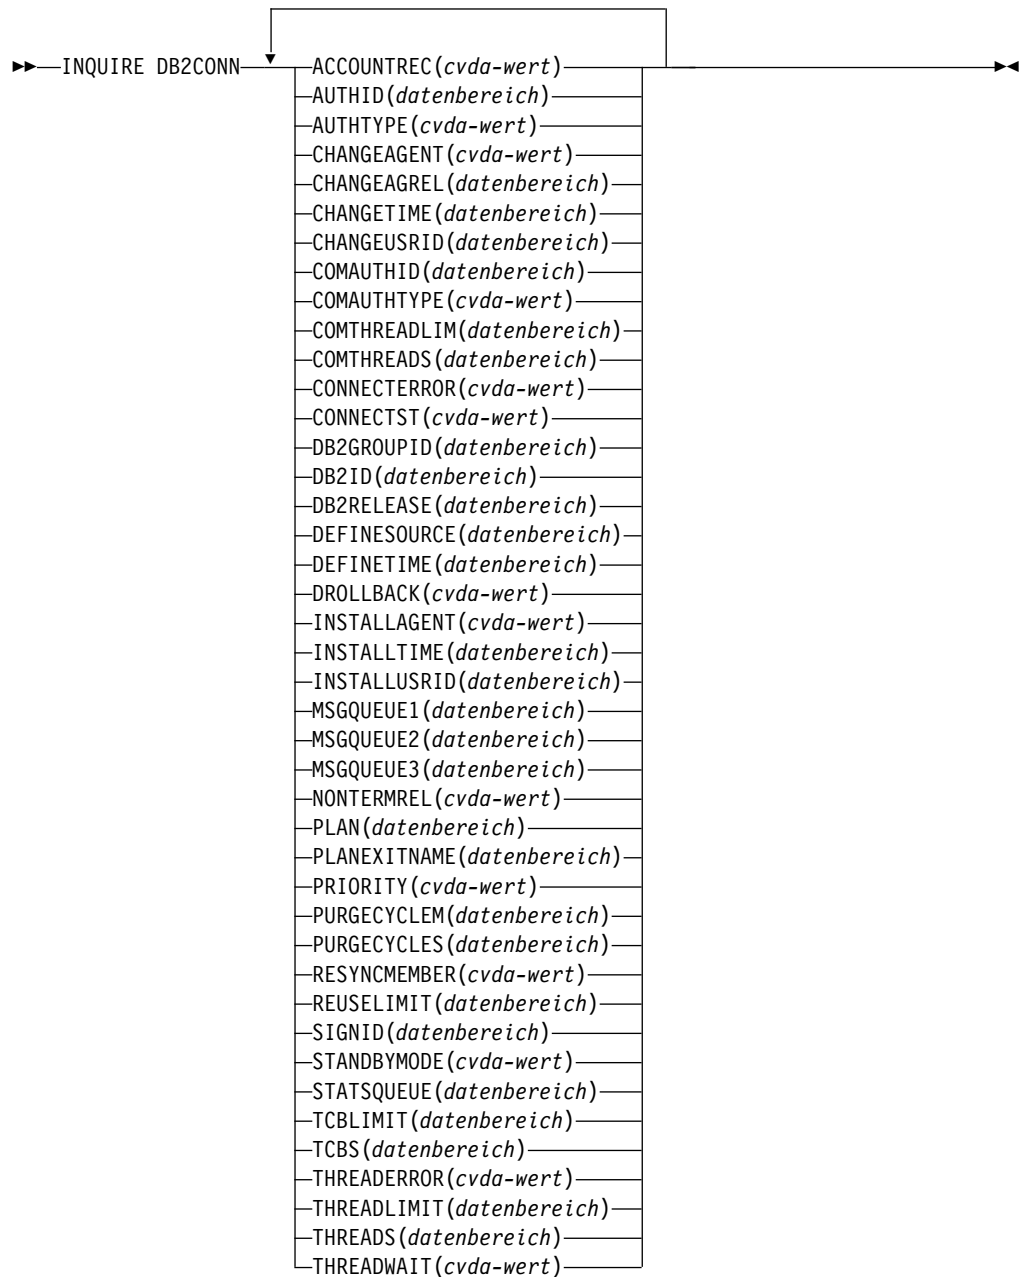 INQUIRE DB2CONN ACCOUNTREC(cvda-wert)
AUTHID(datenbereich)
AUTHTYPE(cvda-wert)
CHANGEAGENT(cvda-wert)
CHANGEAGREL(datenbereich)
CHANGETIME(datenbereich)
CHANGEUSRID(datenbereich)
COMAUTHID(datenbereich)
COMAUTHTYPE(cvda-wert)
COMTHREADLIM(datenbereich)
COMTHREADS(datenbereich)
CONNECTERROR(cvda-wert)
CONNECTST(cvda-wert)
DB2GROUPID(datenbereich)
DB2ID(datenbereich)
DB2RELEASE(datenbereich)
DEFINESOURCE(datenbereich)
DEFINETIME(datenbereich)
DROLLBACK(cvda-wert)
INSTALLAGENT(cvda-wert)
INSTALLTIME(datenbereich)
INSTALLUSRID(datenbereich)
MSGQUEUE1(datenbereich)
MSGQUEUE2(datenbereich)
MSGQUEUE3(datenbereich)
NONTERMREL(cvda-wert)
PLAN(datenbereich)
PLANEXITNAME(datenbereich)
PRIORITY(cvda-wert)
PURGECYCLEM(datenbereich)
PURGECYCLES(datenbereich)
RESYNCMEMBER(cvda-wert)
REUSELIMIT(datenbereich)
SIGNID(datenbereich)
STANDBYMODE(cvda-wert)
STATSQUEUE(datenbereich)
TCBLIMIT(datenbereich)
TCBS(datenbereich)
THREADERROR(cvda-wert)
THREADLIMIT(datenbereich)
THREADS(datenbereich)
THREADWAIT(cvda-wert)